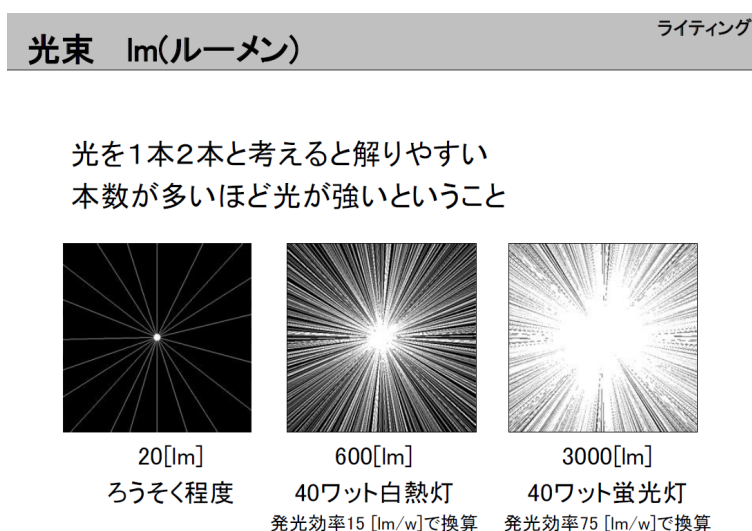 ライティング
光束 lm(ルーメン)
光を1本2本と考えると解りやすい
本数が多いほど光が強いということ
20[lm]
ろうそく程度
600[lm]
40ワット白熱灯
発光効率15 [lm/w]で換算
3000[lm]
40ワット蛍光灯
発光効率75 [lm/w]で換算